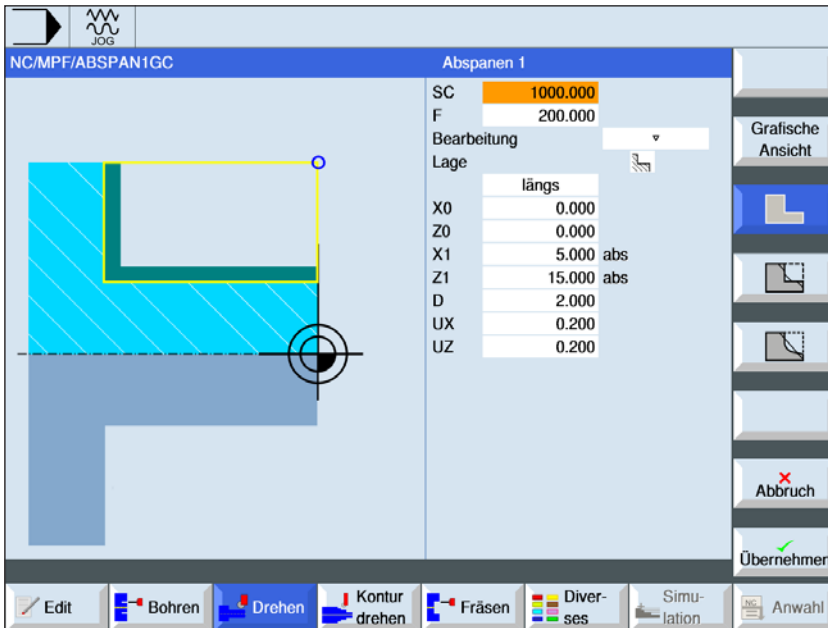 JOG
NC/MPF/ABSPAN1GC
Abspanen 1
SC 1000.000
F 200.000
Bearbeitung ▿
Lage
längs
X0 0.000
Z0 0.000
X1 5.000 abs
Z1 15.000 abs
D 2.000
UX 0.200
UZ 0.200
Grafische
Ansicht
Abbruch
Übernehmen
Edit
Bohren
Drehen
Kontur
drehen
Fräsen
Diver-
ses
Simu-
lation
NC
Anwahl